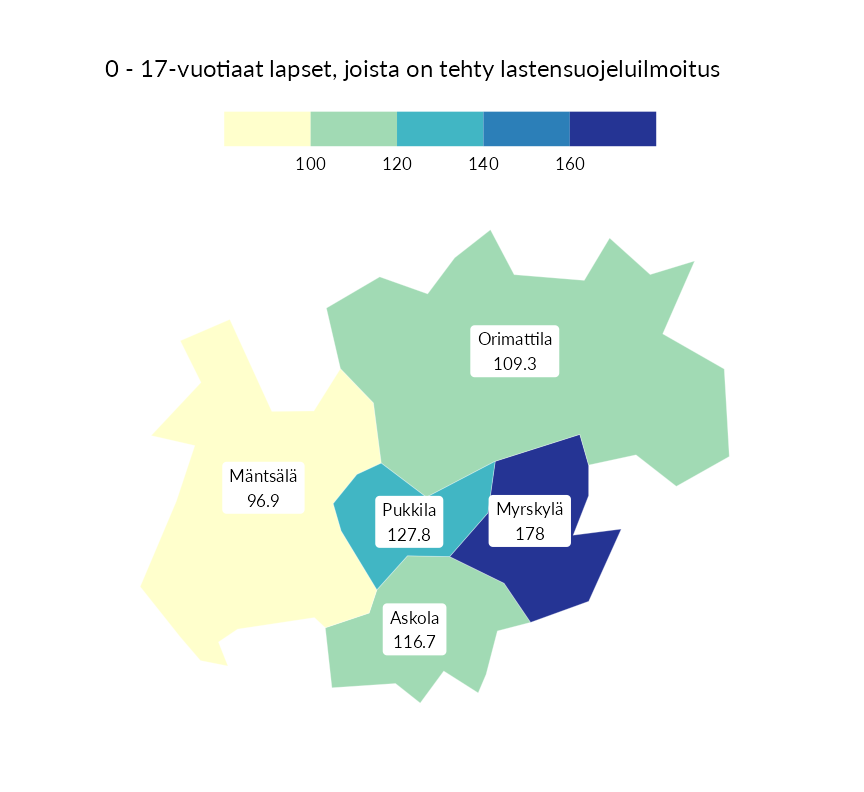 0 - 17-vuotiaat lapset, joista on tehty lastensuojeluilmoitus
100 120 140 160
Orimattila
109.3
Mäntsälä
96.9
Pukkila
127.8
Myrskylä
178
Askola
116.7